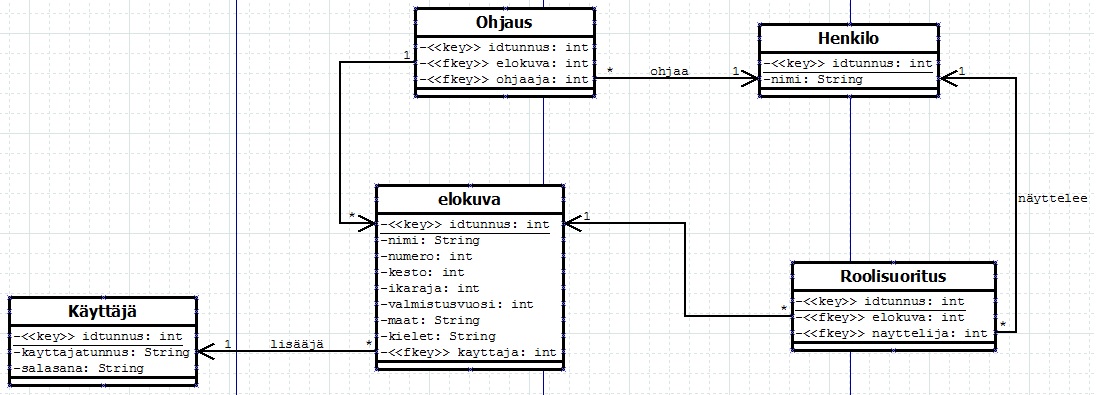 Ohjaus
-<<key>> idtunnus: int
-<<fkey>> elokuva: int
-<<fkey>> ohjaaja: int
1
*
ohjaa
1
Henkilo
-<<key>> idtunnus: int
-nimi: String
1
näyttelee
elokuva
-<<key>> idtunnus: int
-nimi: String
-numero: int
-kesto: int
-ikaraja: int
-valmistusvuosi: int
-maat: String
-kielet: String
-<<fkey>> kayttaja: int
*
1
Roolisuoritus
-<<key>> idtunnus: int
-<<fkey>> elokuva: int
-<<fkey>> nayttelija: int
*
*
Käyttäjä
-<<key>> idtunnus: int
-kayttajatunnus: String
-salasana: String
1
lisääjä
*